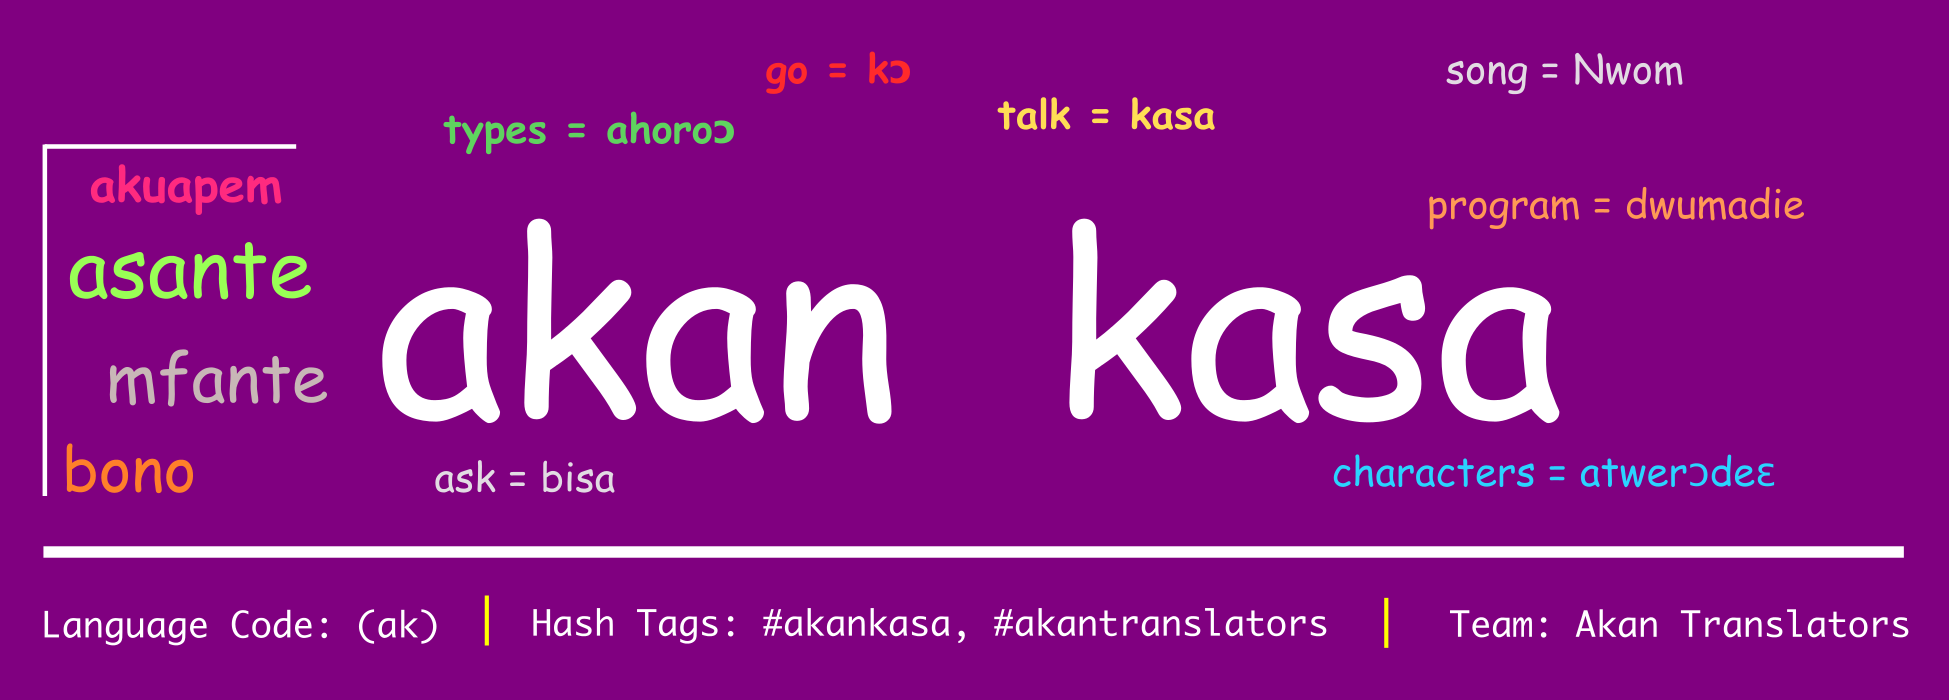 go = kɔ
song = Nwom
types = ahoroɔ
talk = kasa
akuapem
program = dwumadie
asante
akan kasa
mfante
bono
ask = bisa
characters = atwerɔdeɛ
Language Code: (ak) | Hash Tags: #akankasa, #akantranslators | Team: Akan Translators